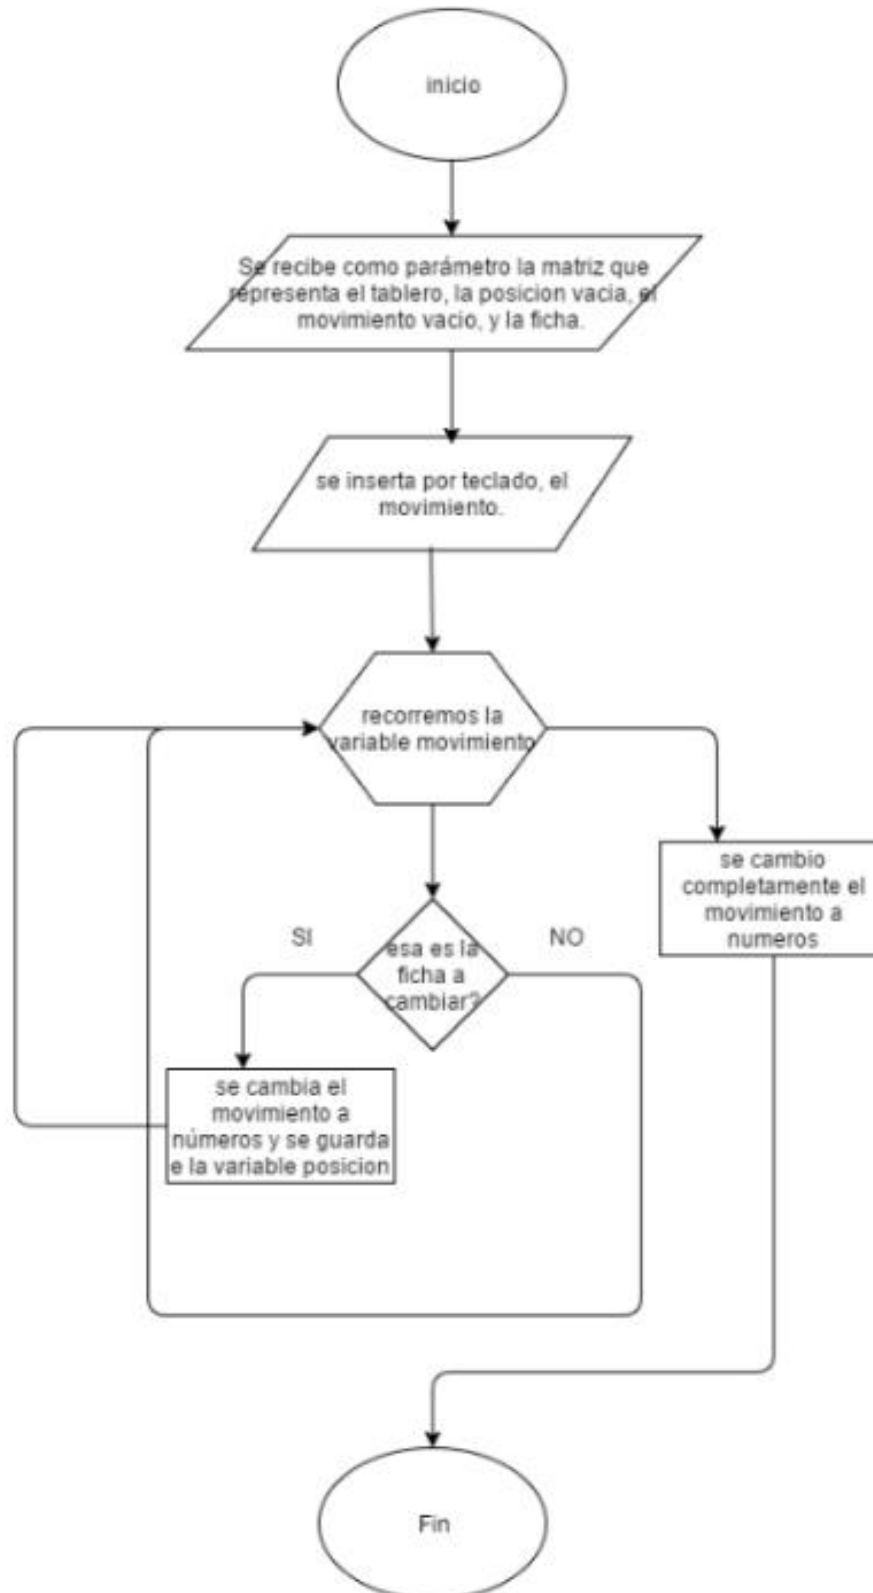 inicio
Se recibe como parámetro la matriz que
representa el tablero, la posicion vacia, el
movimiento vacio, y la ficha.
se inserta por teclado, el
movimiento.
recorremos la
variable movimiento
se cambio
completamente el
movimiento a
numeros
SI
NO
esa es la
ficha a
cambiar?
se cambia el
movimiento a
números y se guarda
e la variable posicion
Fin